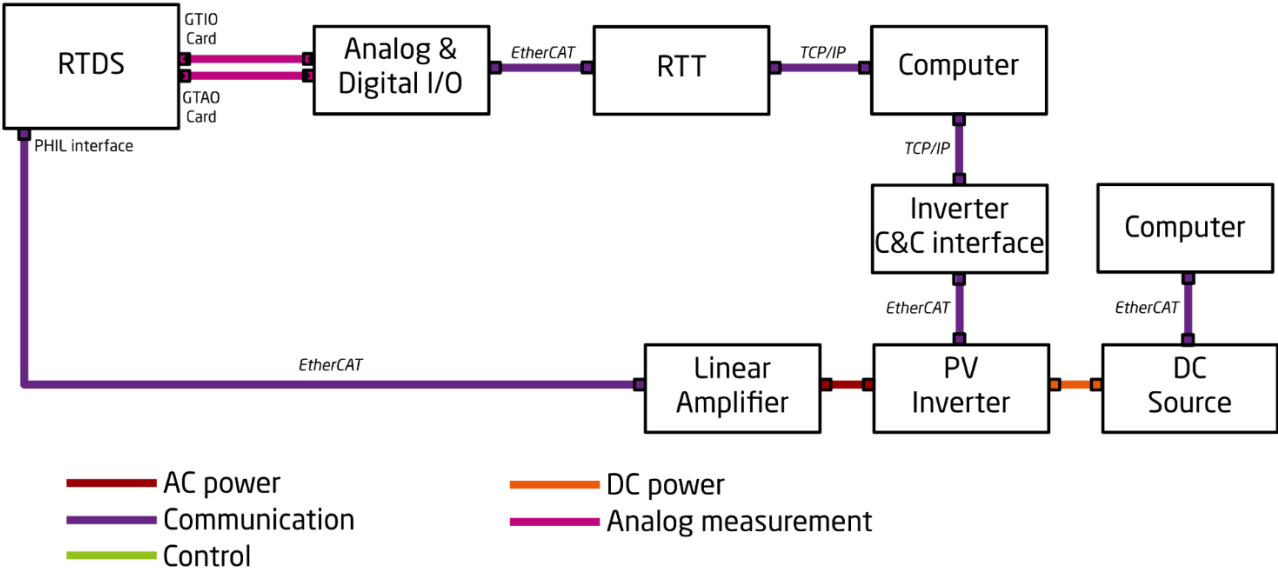 GTIO
Card
RTDS
GTAO
Card
PHIL interface
Analog &
Digital I/O
EtherCAT
RTT
TCP/IP
Computer
TCP/IP
Inverter
C&C interface
Computer
EtherCAT
EtherCAT
EtherCAT
Linear
Amplifier
PV
Inverter
DC
Source
AC power
DC power
Communication
Analog measurement
Control